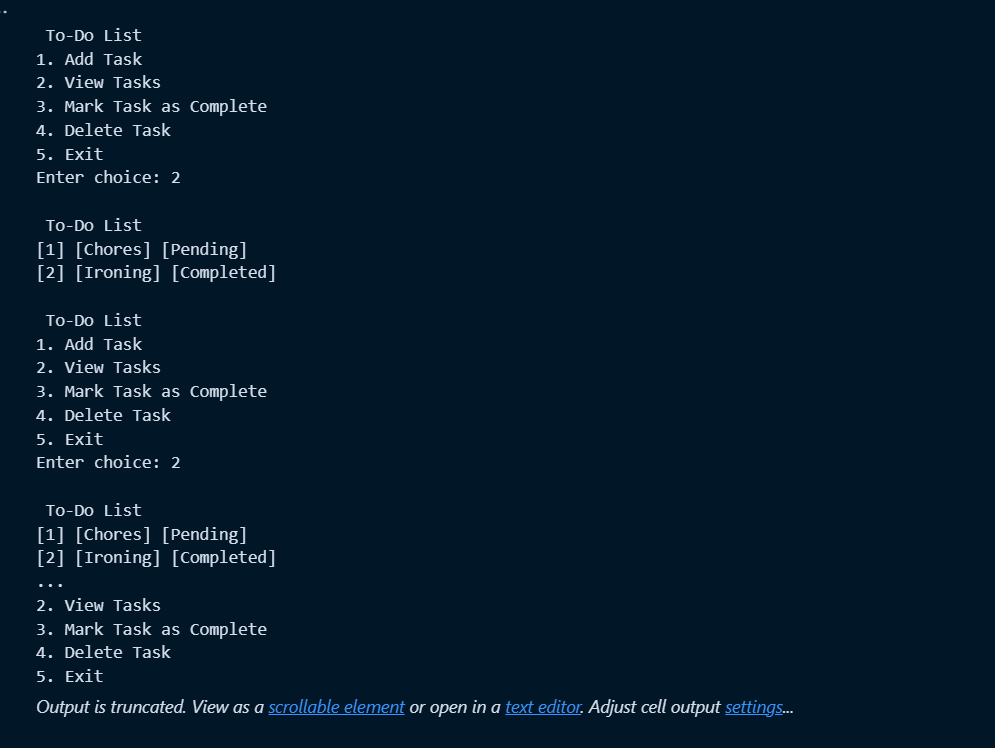 ..
To-Do List
1. Add Task
2. View Tasks
3. Mark Task as Complete
4. Delete Task
5. Exit
Enter choice: 2
To-Do List
[1] [Chores] [Pending]
[2] [Ironing] [Completed]
To-Do List
1. Add Task
2. View Tasks
3. Mark Task as Complete
4. Delete Task
5. Exit
Enter choice: 2
To-Do List
[1] [Chores] [Pending]
[2] [Ironing] [Completed]
...
2. View Tasks
3. Mark Task as Complete
4. Delete Task
5. Exit
Output is truncated. View as a scrollable element or open in a text editor. Adjust cell output settings...